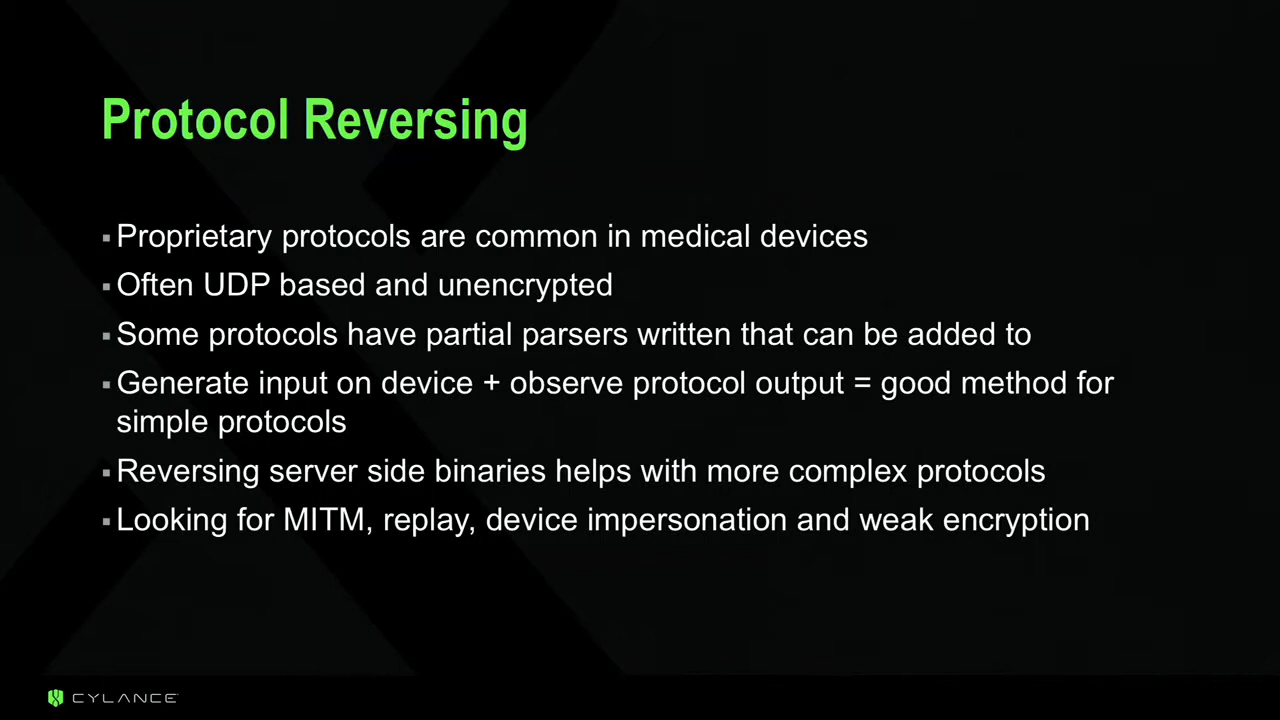 Protocol Reversing
▪ Proprietary protocols are common in medical devices
▪ Often UDP based and unencrypted
▪ Some protocols have partial parsers written that can be added to
▪ Generate input on device + observe protocol output = good method for
simple protocols
▪ Reversing server side binaries helps with more complex protocols
▪ Looking for MITM, replay, device impersonation and weak encryption
CYLANCE